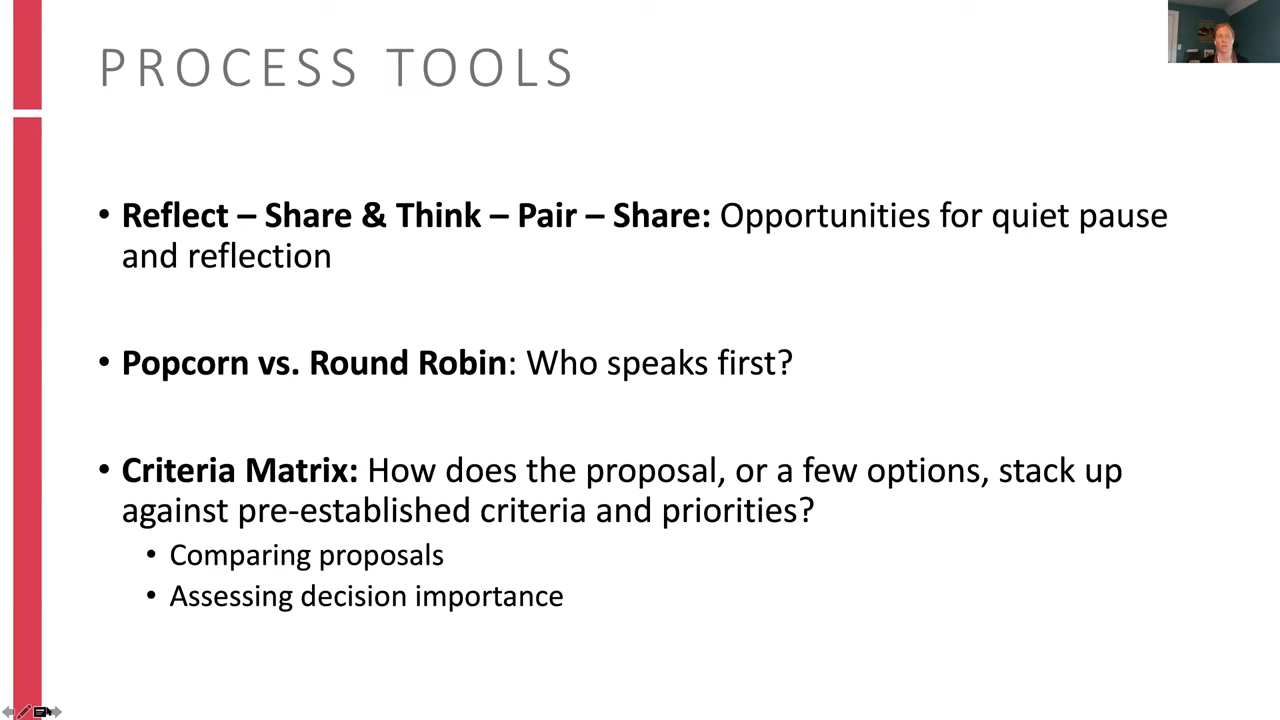 PROCESS TOOLS
• Reflect – Share & Think – Pair – Share: Opportunities for quiet pause
and reflection
• Popcorn vs. Round Robin: Who speaks first?
• Criteria Matrix: How does the proposal, or a few options, stack up
against pre-established criteria and priorities?
• Comparing proposals
• Assessing decision importance